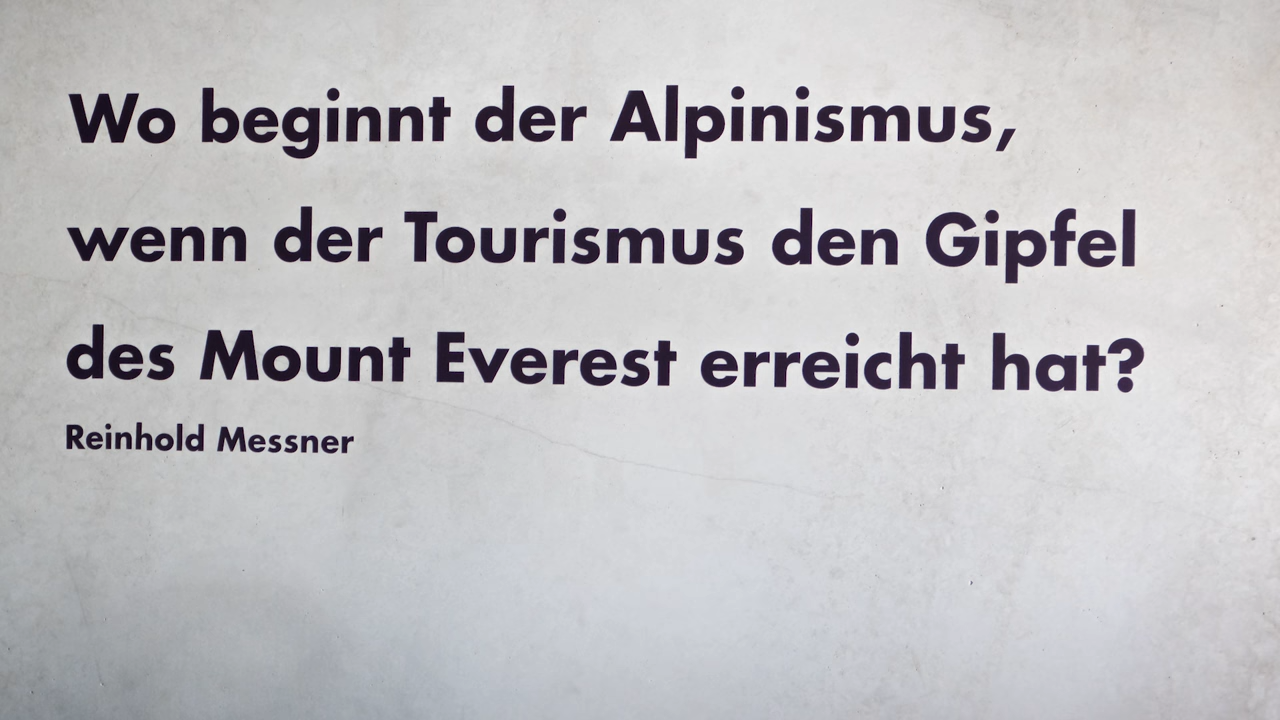 Wo beginnt der Alpinismus,
wenn der Tourismus den Gipfel
des Mount Everest erreicht hat?
Reinhold Messner